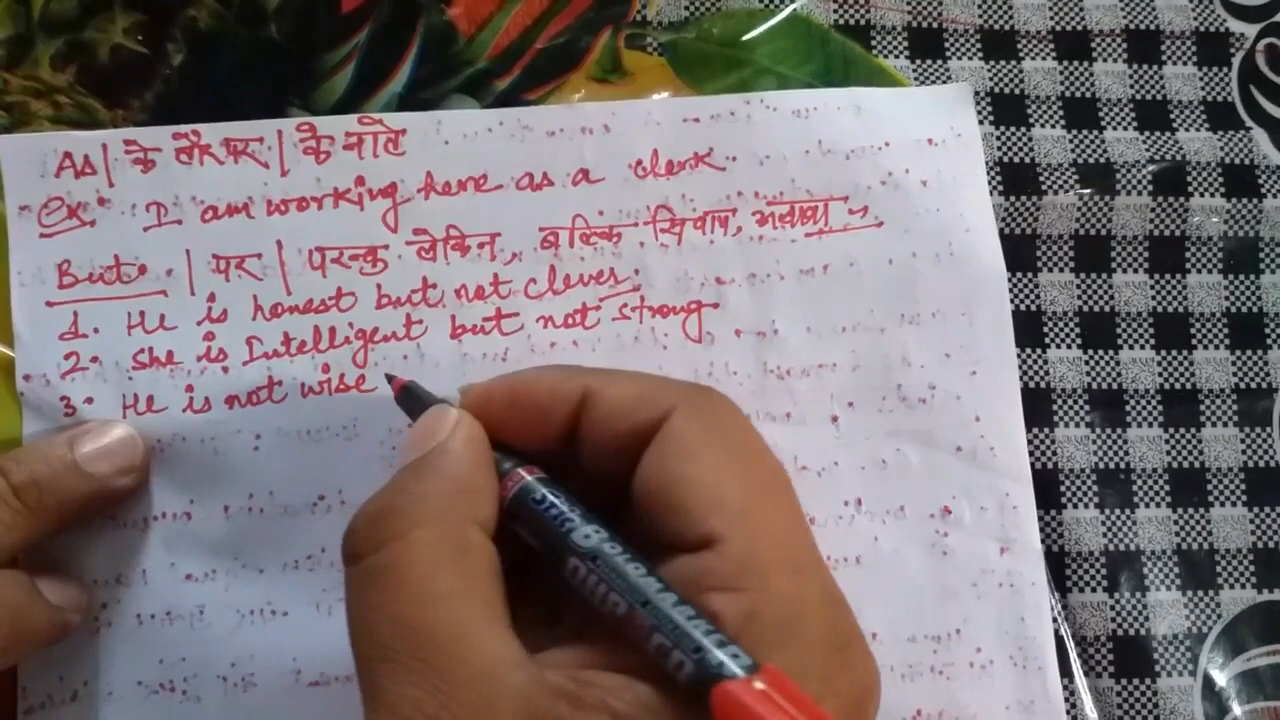 As| के तौर पर | के नाते
Ex. I am working here as a clerk
But | पर | परन्तु लेकिन, बल्कि सिवाए, अलावा
1. He is honest but not clever.
2. She is Intelligent but not strong
3. He is not wise